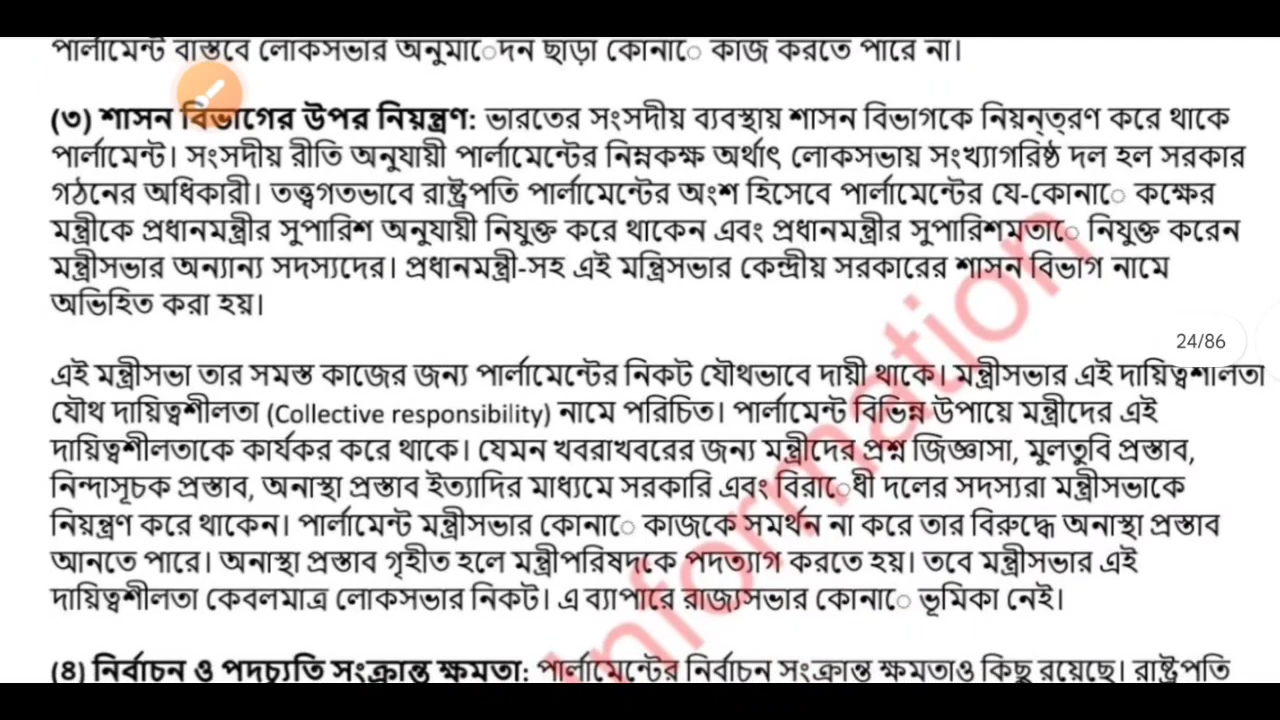 পার্লামেন্ট বাস্তবে লোকসভার অনুমাোদন ছাড়া কোনাো কাজ করতে পারে না।
(৩) শাসন বিভাগের উপর নিয়ন্ত্রণ: ভারতের সংসদীয় ব্যবস্থায় শাসন বিভাগকে নিয়ন্ত্রণ করে থাকে
পার্লামেন্ট। সংসদীয় রীতি অনুযায়ী পার্লামেন্টের নিম্নকক্ষ অর্থাৎ লোকসভায় সংখ্যাগরিষ্ঠ দল হল সরকার
গঠনের অধিকারী। তত্ত্বগতভাবে রাষ্ট্রপতি পার্লামেন্টের অংশ হিসেবে পার্লামেন্টের যে-কোনাে কক্ষের
মন্ত্রীকে প্রধানমন্ত্রীর সুপারিশ অনুযায়ী নিযুক্ত করে থাকেন এবং প্রধানমন্ত্রীর সুপারিশমতাে নিযুক্ত করেন
মন্ত্রীসভার অন্যান্য সদস্যদের। প্রধানমন্ত্রী-সহ এই মন্ত্রিসভার কেন্দ্রীয় সরকারের শাসন বিভাগ নামে
অভিহিত করা হয়।
24/86
এই মন্ত্রীসভা তার সমস্ত কাজের জন্য পার্লামেন্টের নিকট যৌথভাবে দায়ী থাকে। মন্ত্রীসভার এই দায়িত্বশীলতা
যৌথ দায়িত্বশীলতা (Collective responsibility) নামে পরিচিত। পার্লামেন্ট বিভিন্ন উপায়ে মন্ত্রীদের এই
দায়িত্বশীলতাকে কার্যকর করে থাকে। যেমন খবরাখবরের জন্য মন্ত্রীদের প্রশ্ন জিজ্ঞাসা, মুলতুবি প্রস্তাব,
নিন্দাসূচক প্রস্তাব, অনাস্থা প্রস্তাব ইত্যাদির মাধ্যমে সরকারি এবং বিরােধী দলের সদস্যরা মন্ত্রীসভাকে
নিয়ন্ত্রণ করে থাকেন। পার্লামেন্ট মন্ত্রীসভার কোনাে কাজকে সমর্থন না করে তার বিরুদ্ধে অনাস্থা প্রস্তাব
আনতে পারে। অনাস্থা প্রস্তাব গৃহীত হলে মন্ত্রীপরিষদকে পদত্যাগ করতে হয়। তবে মন্ত্রীসভার এই
দায়িত্বশীলতা কেবলমাত্র লোকসভার নিকট। এ ব্যাপারে রাজ্যসভার কোনাে ভূমিকা নেই।
Information
(৪) নির্বাচন ও পদচ্যুতি সংক্রান্ত ক্ষমতা: পার্লামেন্টের নির্বাচন সংক্রান্ত ক্ষমতাও কিছু রয়েছে। রাষ্ট্রপতি